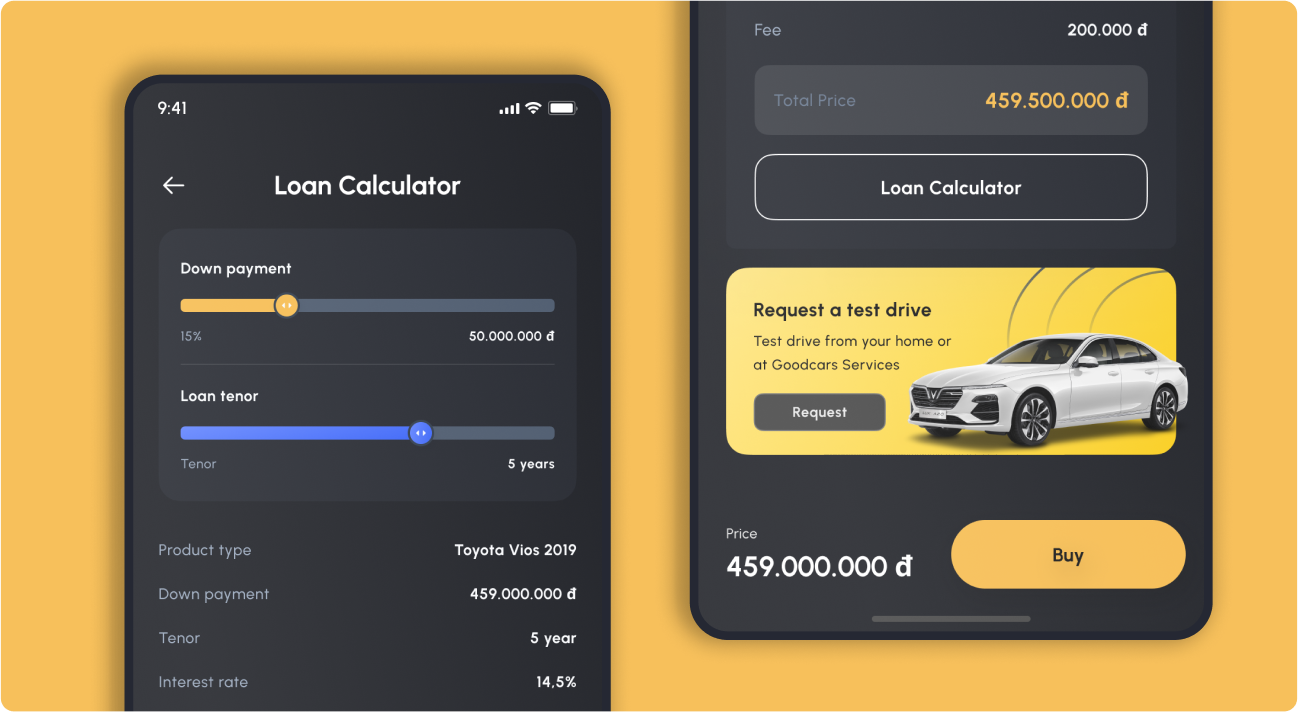 9:41
Loan Calculator
Down payment
15% 50.000.000 đ
Loan tenor
Tenor 5 years
Product type Toyota Vios 2019
Down payment 459.000.000 đ
Tenor 5 year
Interest rate 14,5%
Fee 200.000 đ
Total Price 459.500.000 đ
Loan Calculator
Request a test drive
Test drive from your home or
at Goodcars Services
Request
Price
459.000.000 đ
Buy